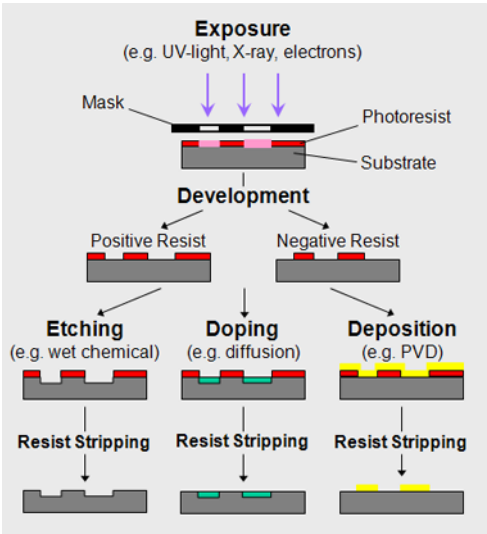 Exposure
(e.g. UV-light, X-ray, electrons)
Mask
Photoresist
Substrate
Development
Positive Resist
Negative Resist
Etching
(e.g. wet chemical)
Doping
(e.g. diffusion)
Deposition
(e.g. PVD)
Resist Stripping
Resist Stripping
Resist Stripping